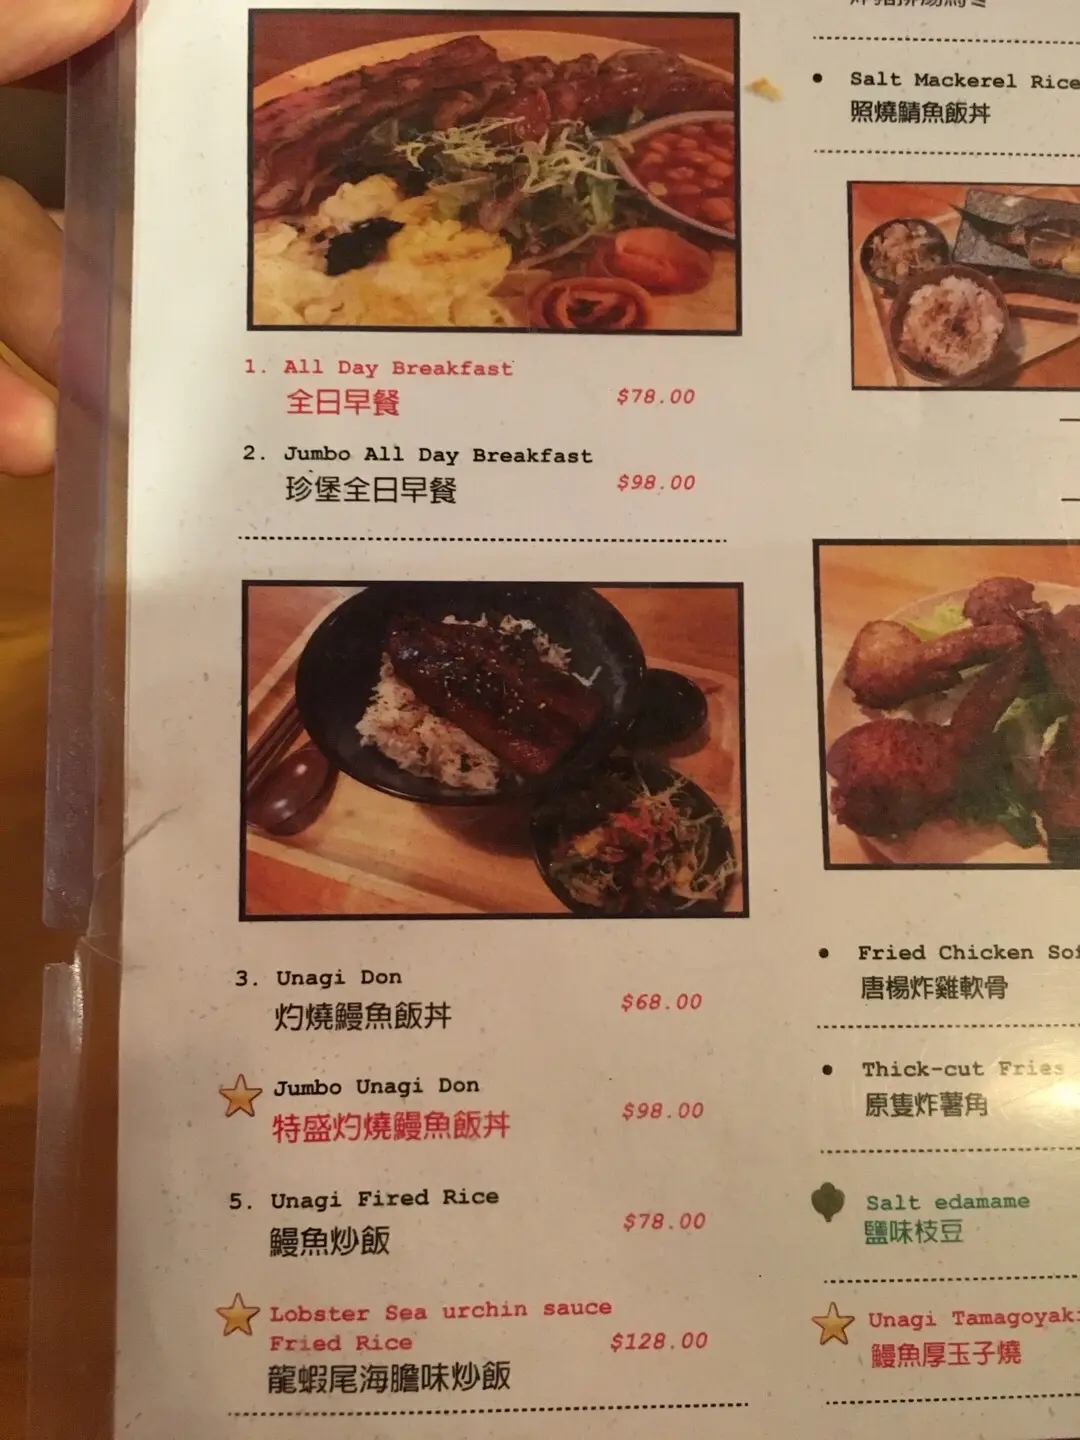 1. All Day Breakfast
全日早餐 $78.00
2. Jumbo All Day Breakfast
珍堡全日早餐 $98.00
3. Unagi Don
灼燒鰻魚飯丼 $68.00
Jumbo Unagi Don
特盛灼燒鰻魚飯丼 $98.00
5. Unagi Fired Rice
鰻魚炒飯 $78.00
Lobster Sea urchin sauce
Fried Rice $128.00
龍蝦尾海膽味炒飯
• Salt Mackerel Rice
照燒鯖魚飯丼
• Fried Chicken
唐楊炸雞軟骨
• Thick-cut Fries
原隻炸薯角
Salt edamame
鹽味枝豆
Unagi Tamagoyaki
鰻魚厚玉子燒